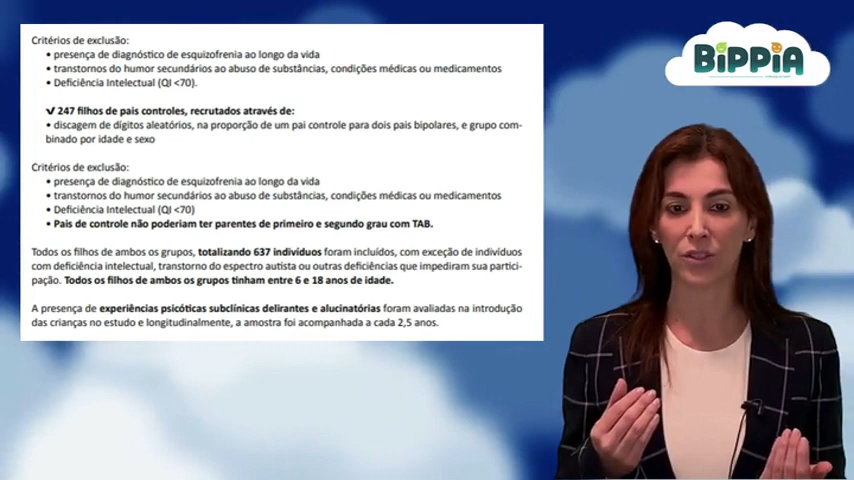 Critérios de exclusão:
• presença de diagnóstico de esquizofrenia ao longo da vida
• transtornos do humor secundários ao abuso de substâncias, condições médicas ou medicamentos
• Deficiência Intelectual (QI <70).
✓ 247 filhos de pais controles, recrutados através de:
• discagem de dígitos aleatórios, na proporção de um pai controle para dois pais bipolares, e grupo com-
binado por idade e sexo
Critérios de exclusão:
• presença de diagnóstico de esquizofrenia ao longo da vida
• transtornos do humor secundários ao abuso de substâncias, condições médicas ou medicamentos
• Deficiência Intelectual (QI <70)
• Pais de controle não poderiam ter parentes de primeiro e segundo grau com TAB.
Todos os filhos de ambos os grupos, totalizando 637 indivíduos foram incluídos, com exceção de indivíduos
com deficiência intelectual, transtorno do espectro autista ou outras deficiências que impediram sua partici-
pação. Todos os filhos de ambos os grupos tinham entre 6 e 18 anos de idade.
A presença de experiências psicóticas subclínicas delirantes e alucinatórias foram avaliadas na introdução
das crianças no estudo e longitudinalmente, a amostra foi acompanhada a cada 2,5 anos.
BiPPiA